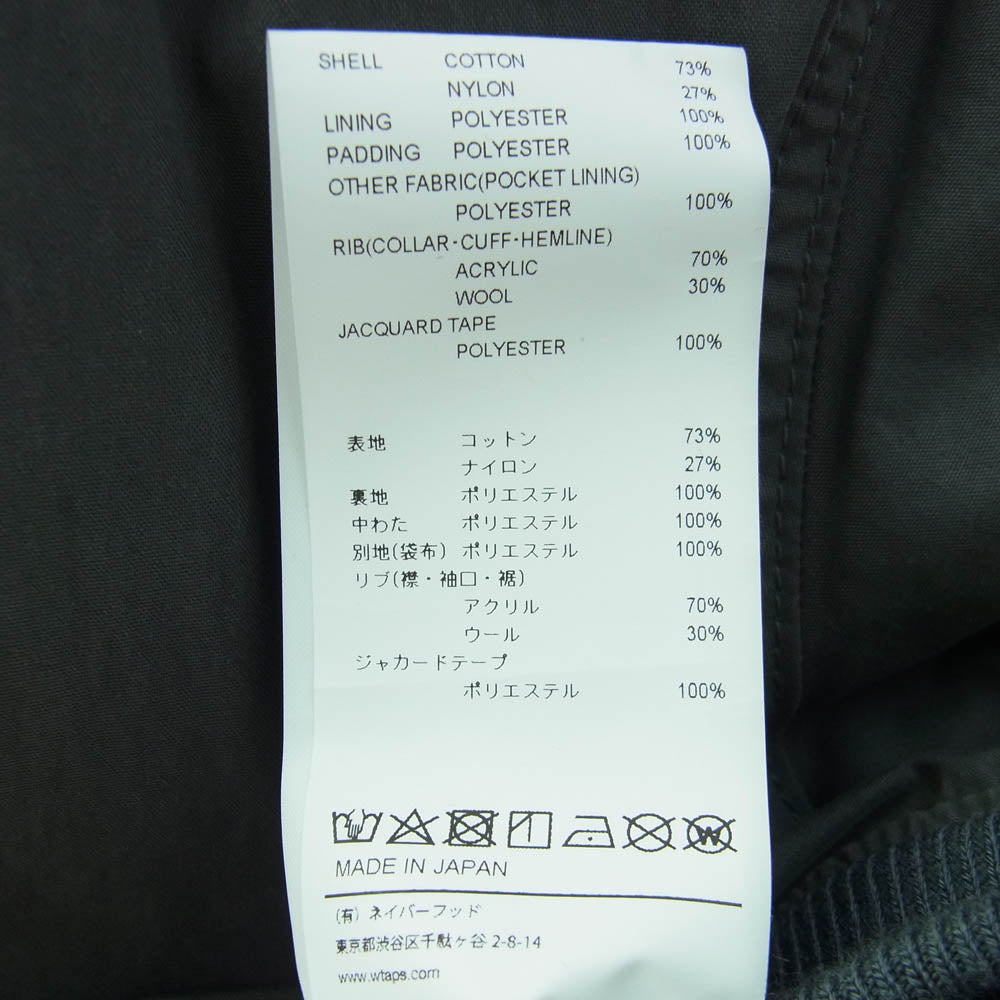 SHELL COTTON 73%
NYLON 27%
LINING POLYESTER 100%
PADDING POLYESTER 100%
OTHER FABRIC(POCKET LINING)
POLYESTER 100%
RIB(COLLAR・CUFF・HEMLINE)
ACRYLIC 70%
WOOL 30%
JACQUARD TAPE
POLYESTER 100%
表地 コットン 73%
ナイロン 27%
裏地 ポリエステル 100%
中わた ポリエステル 100%
別地(袋布) ポリエステル 100%
リブ(襟・袖口・裾)
アクリル 70%
ウール 30%
ジャカードテープ
ポリエステル 100%
W
MADE IN JAPAN
(有) ネイバーフッド
東京都渋谷区千駄ヶ谷 2-8-14
www.wtaps.com